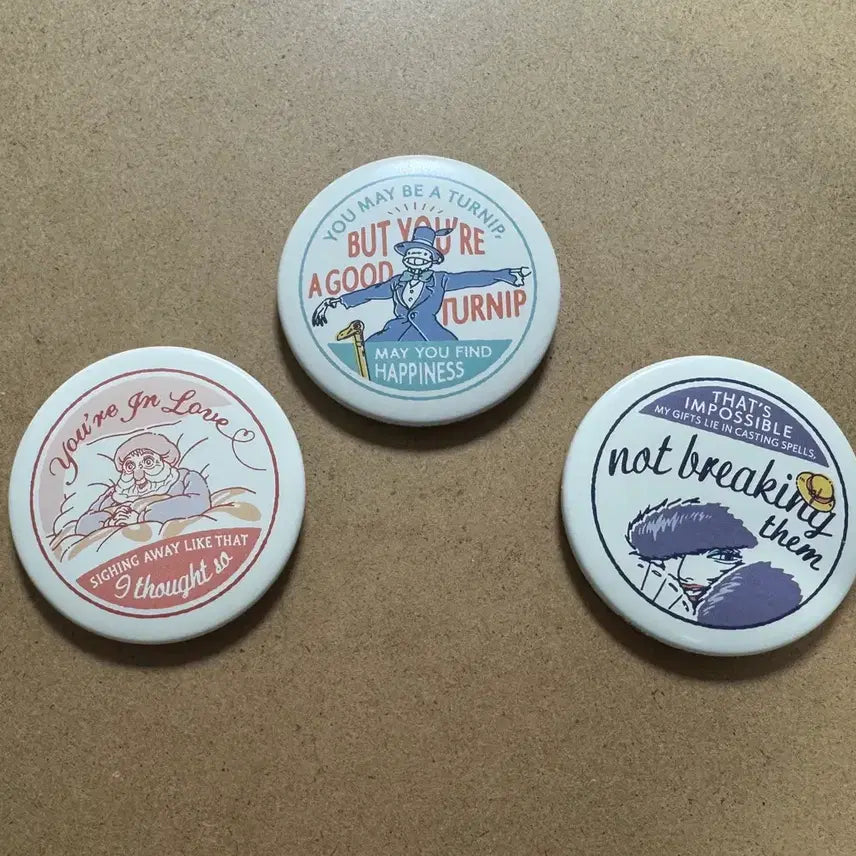 YOU MAY BE A TURNIP,
BUT YOU'RE
A GOOD
TURNIP
MAY YOU FIND
HAPPINESS
You're In Love
SIGHING AWAY LIKE THAT
I thought so
THAT'S
IMPOSSIBLE
MY GIFTS LIE IN CASTING SPELLS,
not breaking
them